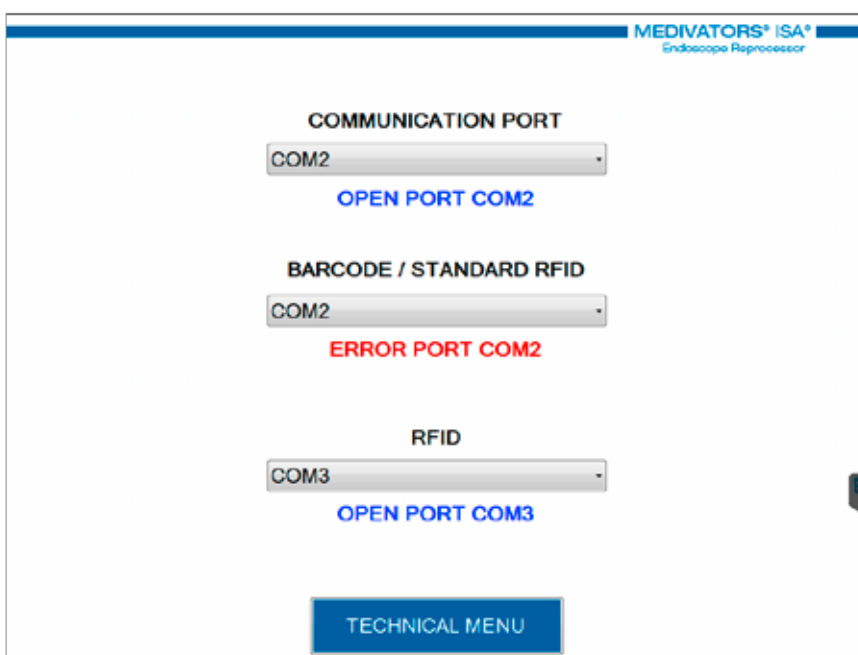 MEDIVATORS® ISA®
Endoscope Reprocessor
COMMUNICATION PORT
COM2
OPEN PORT COM2
BARCODE / STANDARD RFID
COM2
ERROR PORT COM2
RFID
COM3
OPEN PORT COM3
TECHNICAL MENU